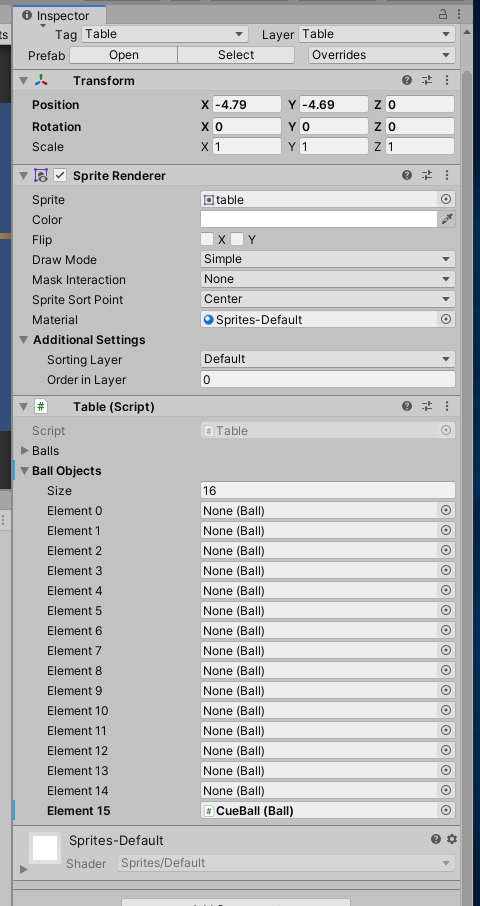 Inspector
ts
Tag Table Layer Table
Prefab Open Select Overrides
Transform
Position X -4.79 Y -4.69 Z 0
Rotation X 0 Y 0 Z 0
Scale X 1 Y 1 Z 1
Sprite Renderer
Sprite table
Color
Flip X Y
Draw Mode Simple
Mask Interaction None
Sprite Sort Point Center
Material Sprites-Default
Additional Settings
Sorting Layer Default
Order in Layer 0
# Table (Script)
Script # Table
Balls
Ball Objects
Size 16
Element 0 None (Ball)
Element 1 None (Ball)
Element 2 None (Ball)
Element 3 None (Ball)
Element 4 None (Ball)
Element 5 None (Ball)
Element 6 None (Ball)
Element 7 None (Ball)
Element 8 None (Ball)
Element 9 None (Ball)
Element 10 None (Ball)
Element 11 None (Ball)
Element 12 None (Ball)
Element 13 None (Ball)
Element 14 None (Ball)
Element 15 # CueBall (Ball)
Sprites-Default
Shader Sprites/Default